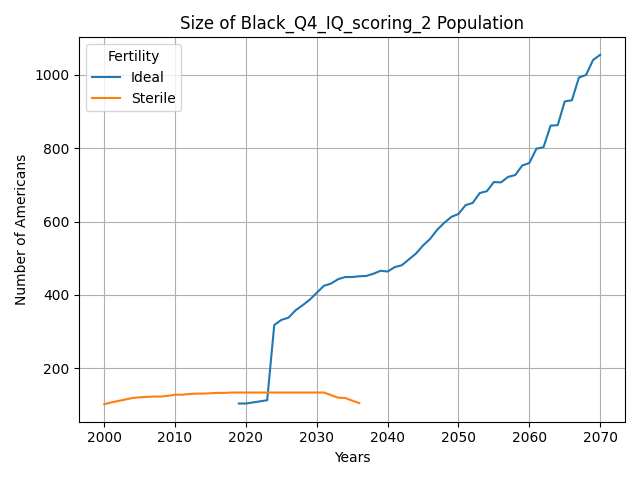 Size of Black_Q4_IQ_scoring_2 Population
Fertility
Ideal
Sterile
Number of Americans
1000
800
600
400
200
2000 2010 2020 2030 2040 2050 2060 2070
Years